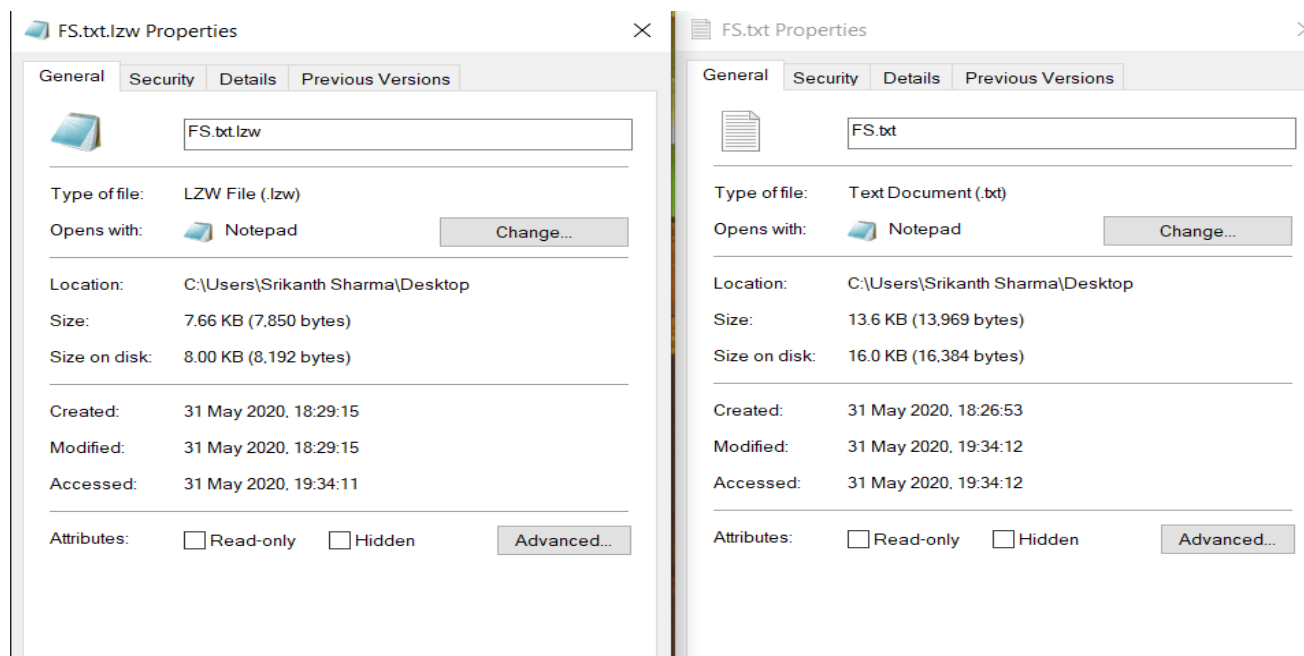 FS.txt.lzw Properties
General Security Details Previous Versions
FS.txt.lzw
Type of file: LZW File (.lzw)
Opens with: Notepad Change...
Location: C:\Users\Srikanth Sharma\Desktop
Size: 7.66 KB (7,850 bytes)
Size on disk: 8.00 KB (8,192 bytes)
Created: 31 May 2020, 18:29:15
Modified: 31 May 2020, 18:29:15
Accessed: 31 May 2020, 19:34:11
Attributes: Read-only Hidden Advanced...
FS.txt Properties
General Security Details Previous Versions
FS.txt
Type of file: Text Document (.txt)
Opens with: Notepad Change...
Location: C:\Users\Srikanth Sharma\Desktop
Size: 13.6 KB (13,969 bytes)
Size on disk: 16.0 KB (16,384 bytes)
Created: 31 May 2020, 18:26:53
Modified: 31 May 2020, 19:34:12
Accessed: 31 May 2020, 19:34:12
Attributes: Read-only Hidden Advanced...